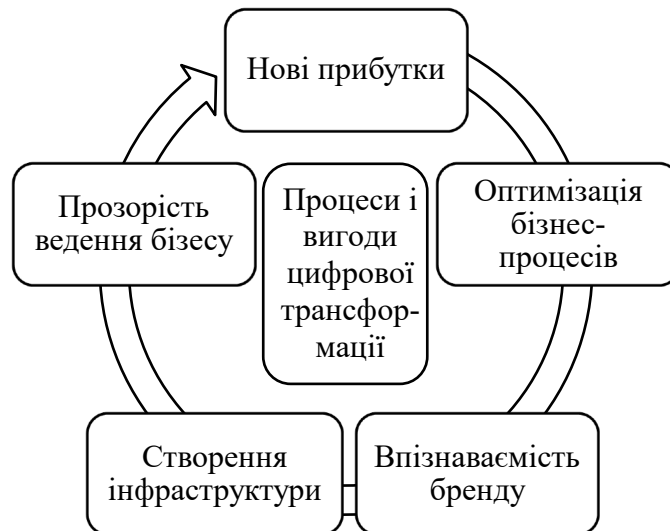 Нові прибутки
Оптимізація
бізнес-
процесів
Впізнаваємість
бренду
Створення
інфраструктури
Прозорість
ведення бізесу
Процеси і
вигоди
цифрової
трансфор-
мації